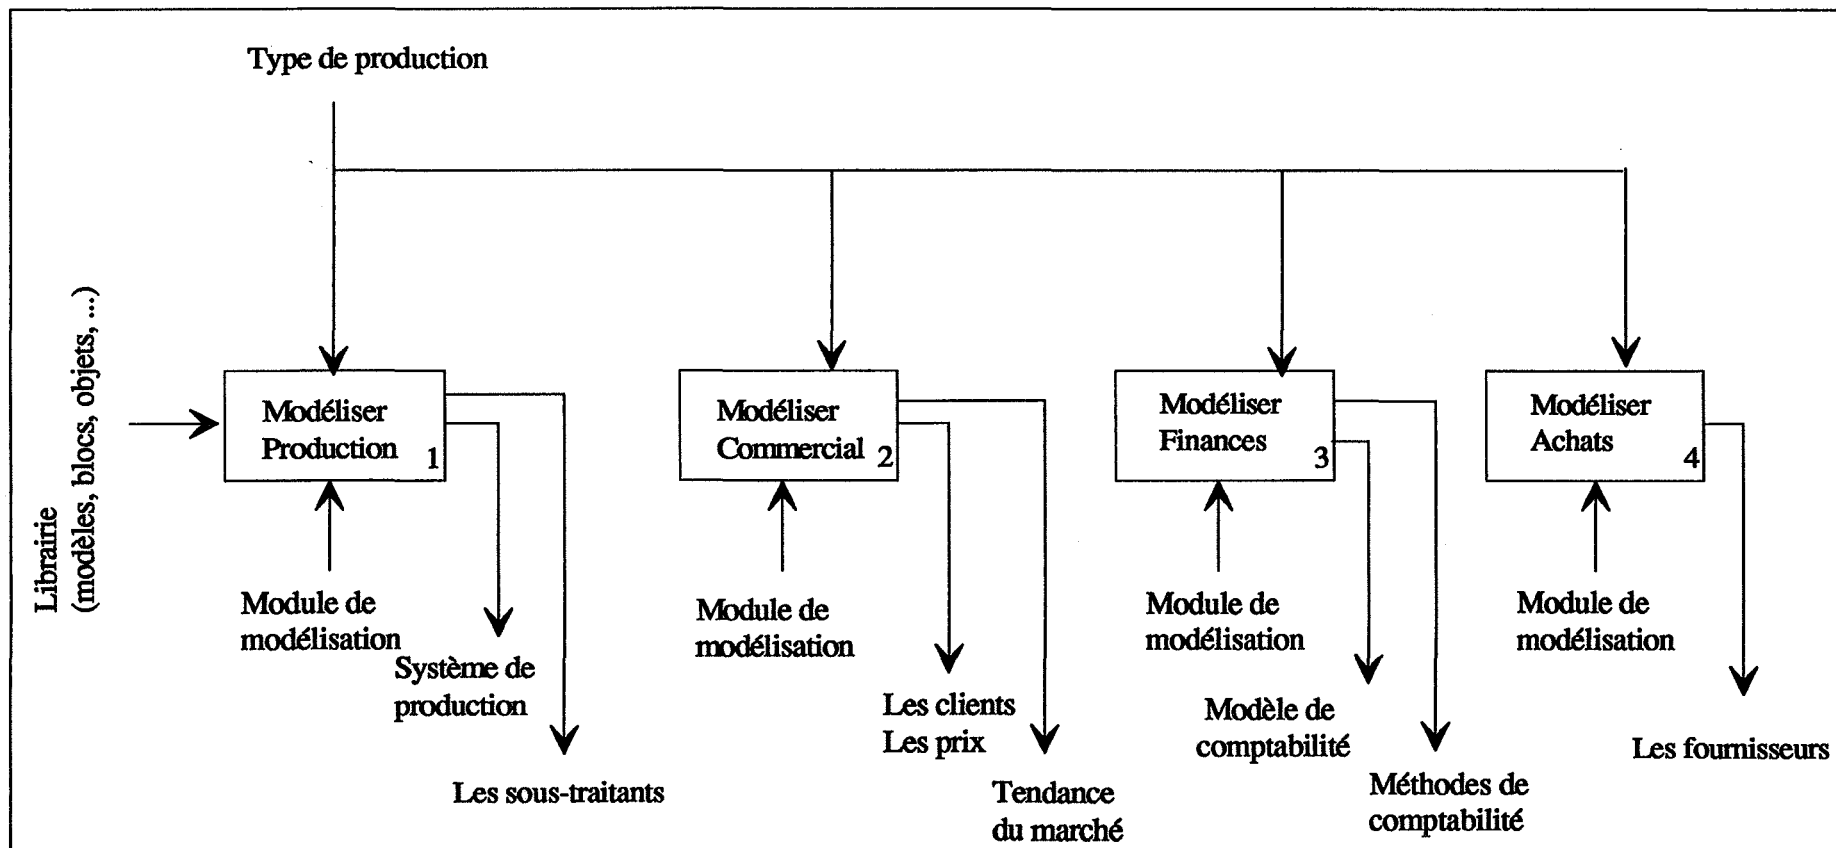 Type de production
Librairie
(modèles, blocs, objets, ...)
Modéliser
Production 1
Modéliser
Commercial 2
Modéliser
Finances 3
Modéliser
Achats 4
Module de
modélisation
Système de
production
Les sous-traitants
Module de
modélisation
Les clients
Les prix
Tendance
du marché
Module de
modélisation
Modèle de
comptabilité
Méthodes de
comptabilité
Module de
modélisation
Les fournisseurs